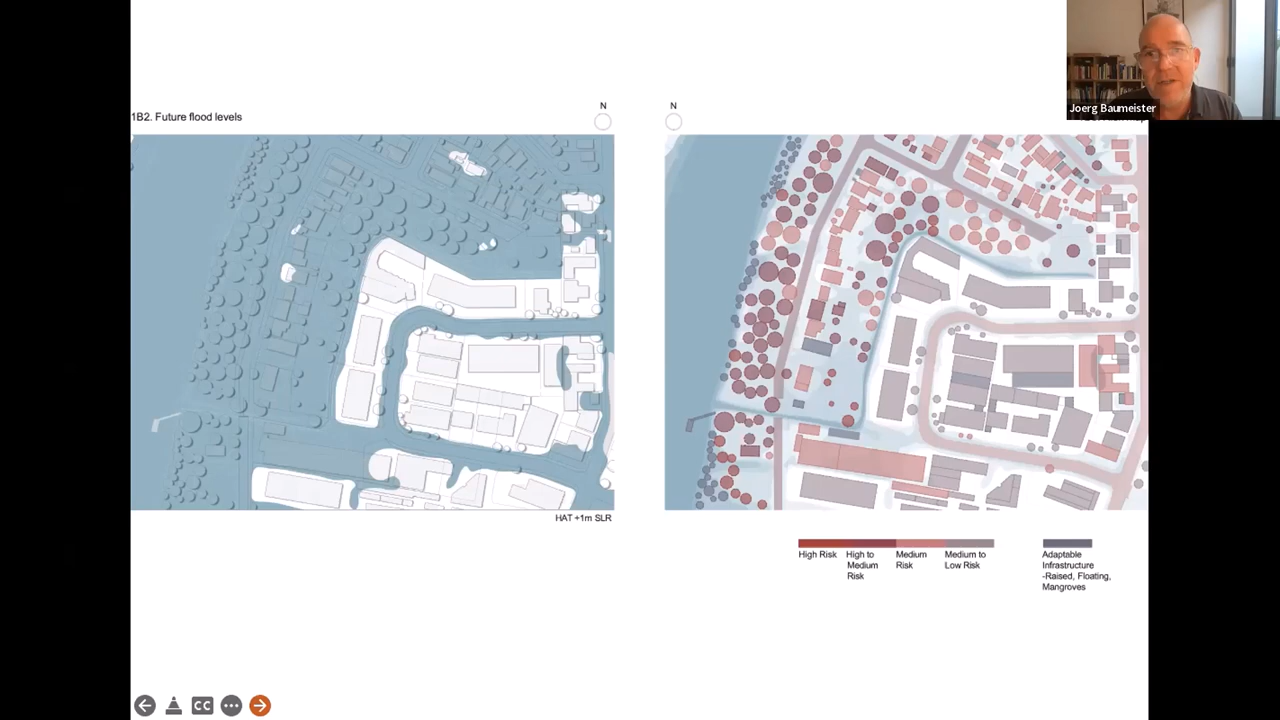 Joerg Baumeister
N
N
1B2. Future flood levels
HAT +1m SLR
High Risk
High to
Medium
Risk
Medium
Risk
Medium to
Low Risk
Adaptable
Infrastructure
-Raised, Floating,
Mangroves
CC